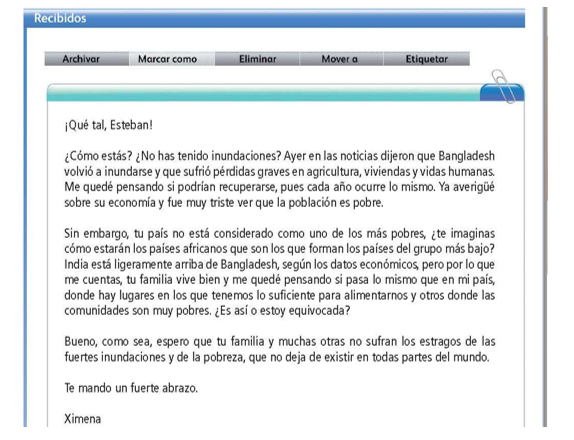 Recibidos
Archivar Marcar como Eliminar Mover a Etiquetar
¡Qué tal, Esteban!
¿Cómo estás? ¿No has tenido inundaciones? Ayer en las noticias dijeron que Bangladesh
volvió a inundarse y que sufrió pérdidas graves en agricultura, viviendas y vidas humanas.
Me quedé pensando si podrían recuperarse, pues cada año ocurre lo mismo. Ya averigüé
sobre su economía y fue muy triste ver que la población es pobre.
Sin embargo, tu país no está considerado como uno de los más pobres, ¿te imaginas
cómo estarán los países africanos que son los que forman los países del grupo más bajo?
India está ligeramente arriba de Bangladesh, según los datos económicos, pero por lo que
me cuentas, tu familia vive bien y me quedé pensando si pasa lo mismo que en mi país,
donde hay lugares en los que tenemos lo suficiente para alimentarnos y otros donde las
comunidades son muy pobres. ¿Es así o estoy equivocada?
Bueno, como sea, espero que tu familia y muchas otras no sufran los estragos de las
fuertes inundaciones y de la pobreza, que no deja de existir en todas partes del mundo.
Te mando un fuerte abrazo.
Ximena